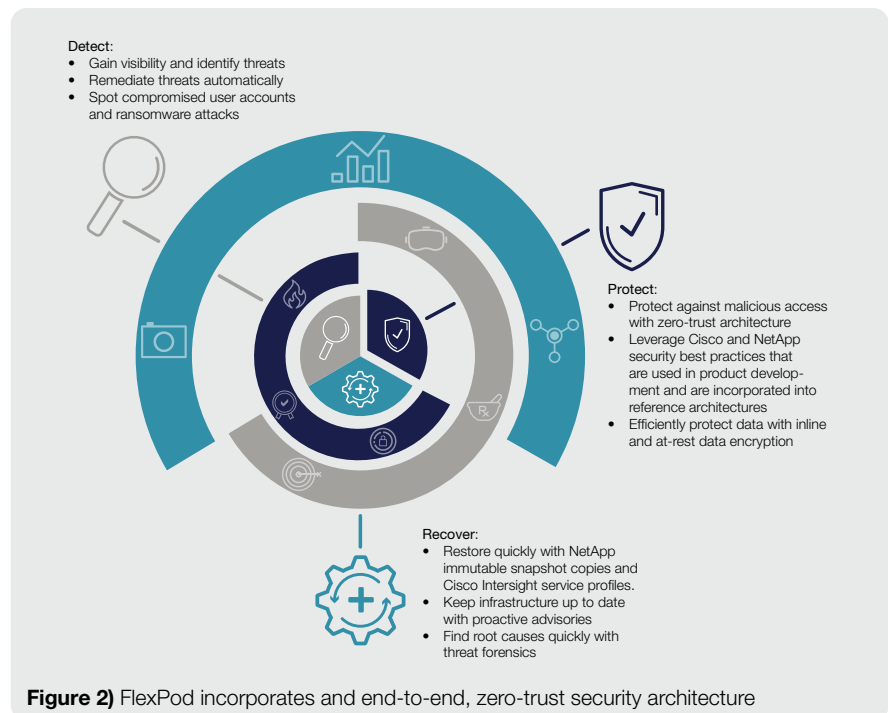 Detect:
• Gain visibility and identify threats
• Remediate threats automatically
• Spot compromised user accounts
and ransomware attacks
Protect:
• Protect against malicious access
with zero-trust architecture
• Leverage Cisco and NetApp
security best practices that
are used in product develop-
ment and are incorporated into
reference architectures
• Efficiently protect data with inline
and at-rest data encryption
Rx
Recover:
• Restore quickly with NetApp
immutable snapshot copies and
Cisco Intersight service profiles.
• Keep infrastructure up to date
with proactive advisories
• Find root causes quickly with
threat forensics
Figure 2) FlexPod incorporates and end-to-end, zero-trust security architecture